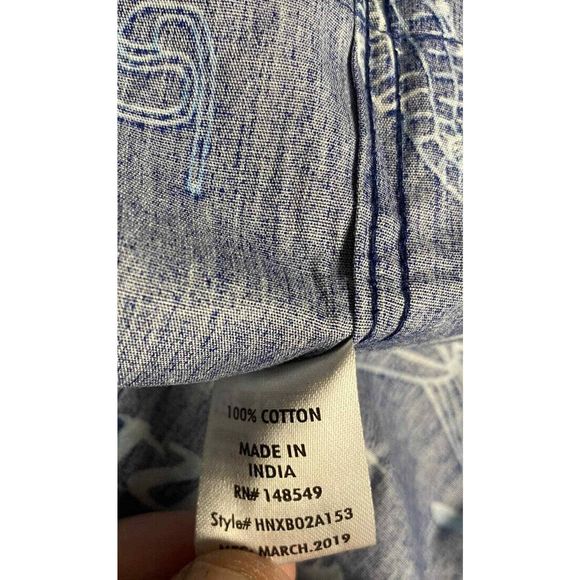 100% COTTON
MADE IN
INDIA
RN# 148549
Style# HNXB02A153
MARCH.2019